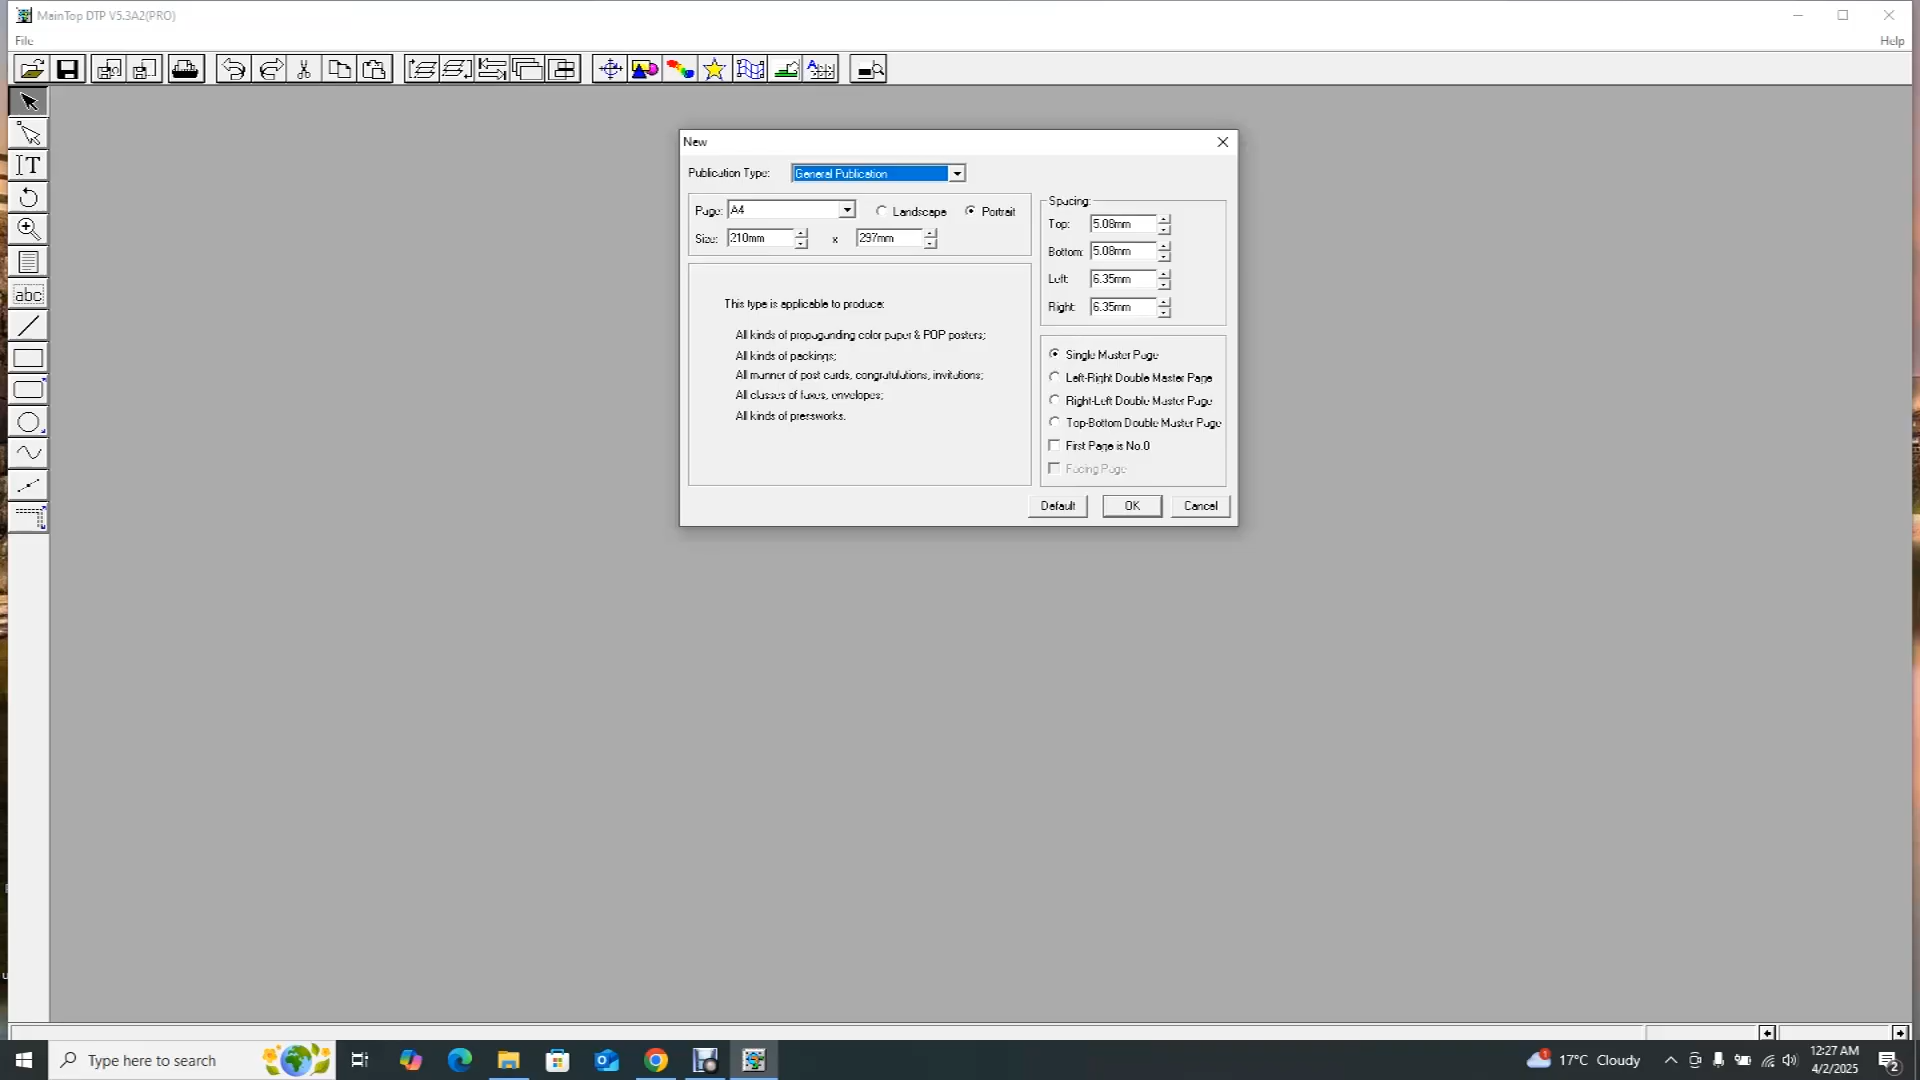 MainTop DTP V5.3A2(PRO)
File
Help
T
abc
A
New
Publication Type: General Publication
Page: A4 Landscape Portrait
Size: 210mm x 297mm
This type is applicable to produce:
All kinds of propaganding color paper & POP posters;
All kinds of packings;
All manner of post cards, congratulations, invitations;
All classes of faxes, envelopes;
All kinds of pressworks.
Spacing:
Top: 5.08mm
Bottom: 5.08mm
Left: 6.35mm
Right: 6.35mm
Single Master Page
Left-Right Double Master Page
Right-Left Double Master Page
Top-Bottom Double Master Page
First Page is No.0
Facing Page
Default OK Cancel
Type here to search
17°C Cloudy
12:27 AM
4/2/2025
2